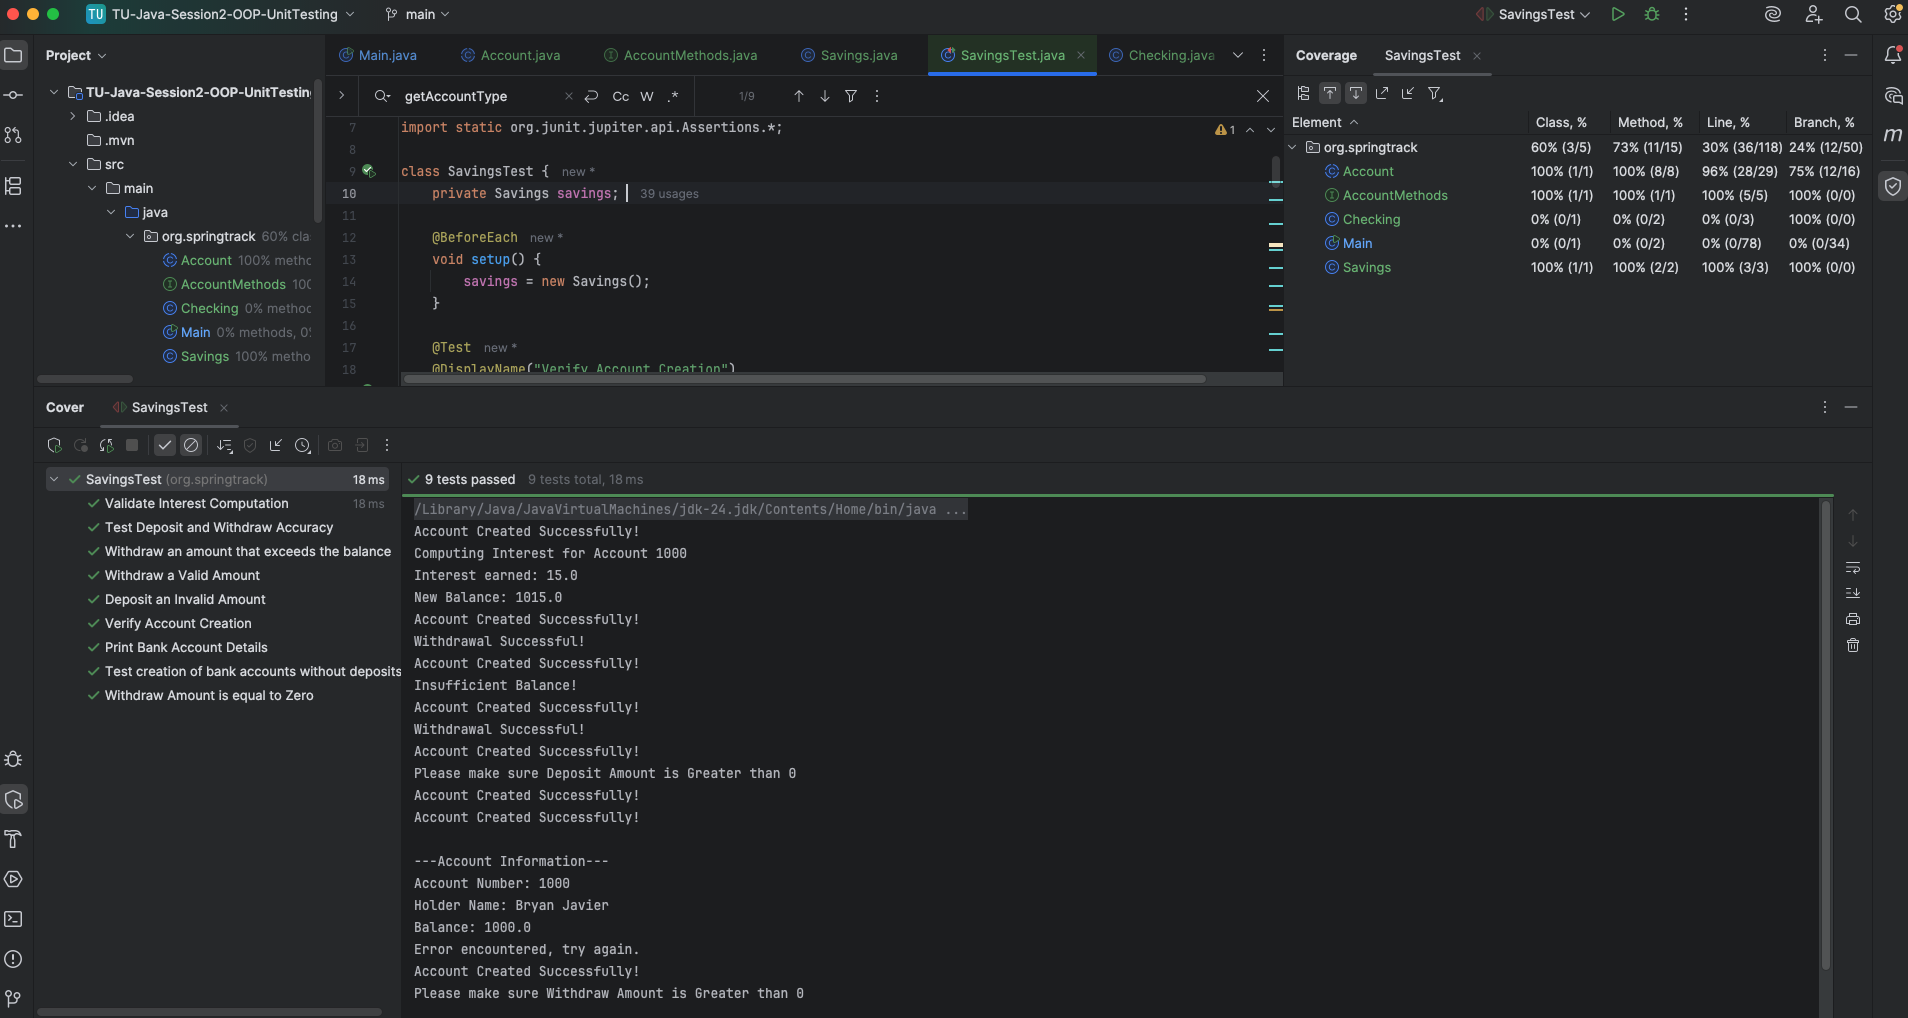 TU TU-Java-Session2-OOP-UnitTesting main SavingsTest
Project
TU-Java-Session2-OOP-UnitTestin
.idea
.mvn
src
main
java
org.springtrack 60% cla
Account 100% metho
AccountMethods 100
Checking 0% method
Main 0% methods, 0%
Savings 100% metho
Main.java Account.java AccountMethods.java Savings.java SavingsTest.java Checking.java
getAccountType Cc W .* 1/9
7 import static org.junit.jupiter.api.Assertions.*;
1
8
9 class SavingsTest { new *
10 private Savings savings; 39 usages
11
12 @BeforeEach new *
13 void setup() {
14 savings = new Savings();
15 }
16
17 @Test new *
18 @DisplayName("Verify Account Creation")
Coverage SavingsTest
Element Class, % Method, % Line, % Branch, %
org.springtrack 60% (3/5) 73% (11/15) 30% (36/118) 24% (12/50)
Account 100% (1/1) 100% (8/8) 96% (28/29) 75% (12/16)
AccountMethods 100% (1/1) 100% (1/1) 100% (5/5) 100% (0/0)
Checking 0% (0/1) 0% (0/2) 0% (0/3) 100% (0/0)
Main 0% (0/1) 0% (0/2) 0% (0/78) 0% (0/34)
Savings 100% (1/1) 100% (2/2) 100% (3/3) 100% (0/0)
m
Cover SavingsTest
SavingsTest (org.springtrack) 18 ms
Validate Interest Computation 18 ms
Test Deposit and Withdraw Accuracy
Withdraw an amount that exceeds the balance
Withdraw a Valid Amount
Deposit an Invalid Amount
Verify Account Creation
Print Bank Account Details
Test creation of bank accounts without deposits
Withdraw Amount is equal to Zero
9 tests passed 9 tests total, 18 ms
/Library/Java/JavaVirtualMachines/jdk-24.jdk/Contents/Home/bin/java ...
Account Created Successfully!
Computing Interest for Account 1000
Interest earned: 15.0
New Balance: 1015.0
Account Created Successfully!
Withdrawal Successful!
Account Created Successfully!
Insufficient Balance!
Account Created Successfully!
Withdrawal Successful!
Account Created Successfully!
Please make sure Deposit Amount is Greater than 0
Account Created Successfully!
Account Created Successfully!
---Account Information---
Account Number: 1000
Holder Name: Bryan Javier
Balance: 1000.0
Error encountered, try again.
Account Created Successfully!
Please make sure Withdraw Amount is Greater than 0